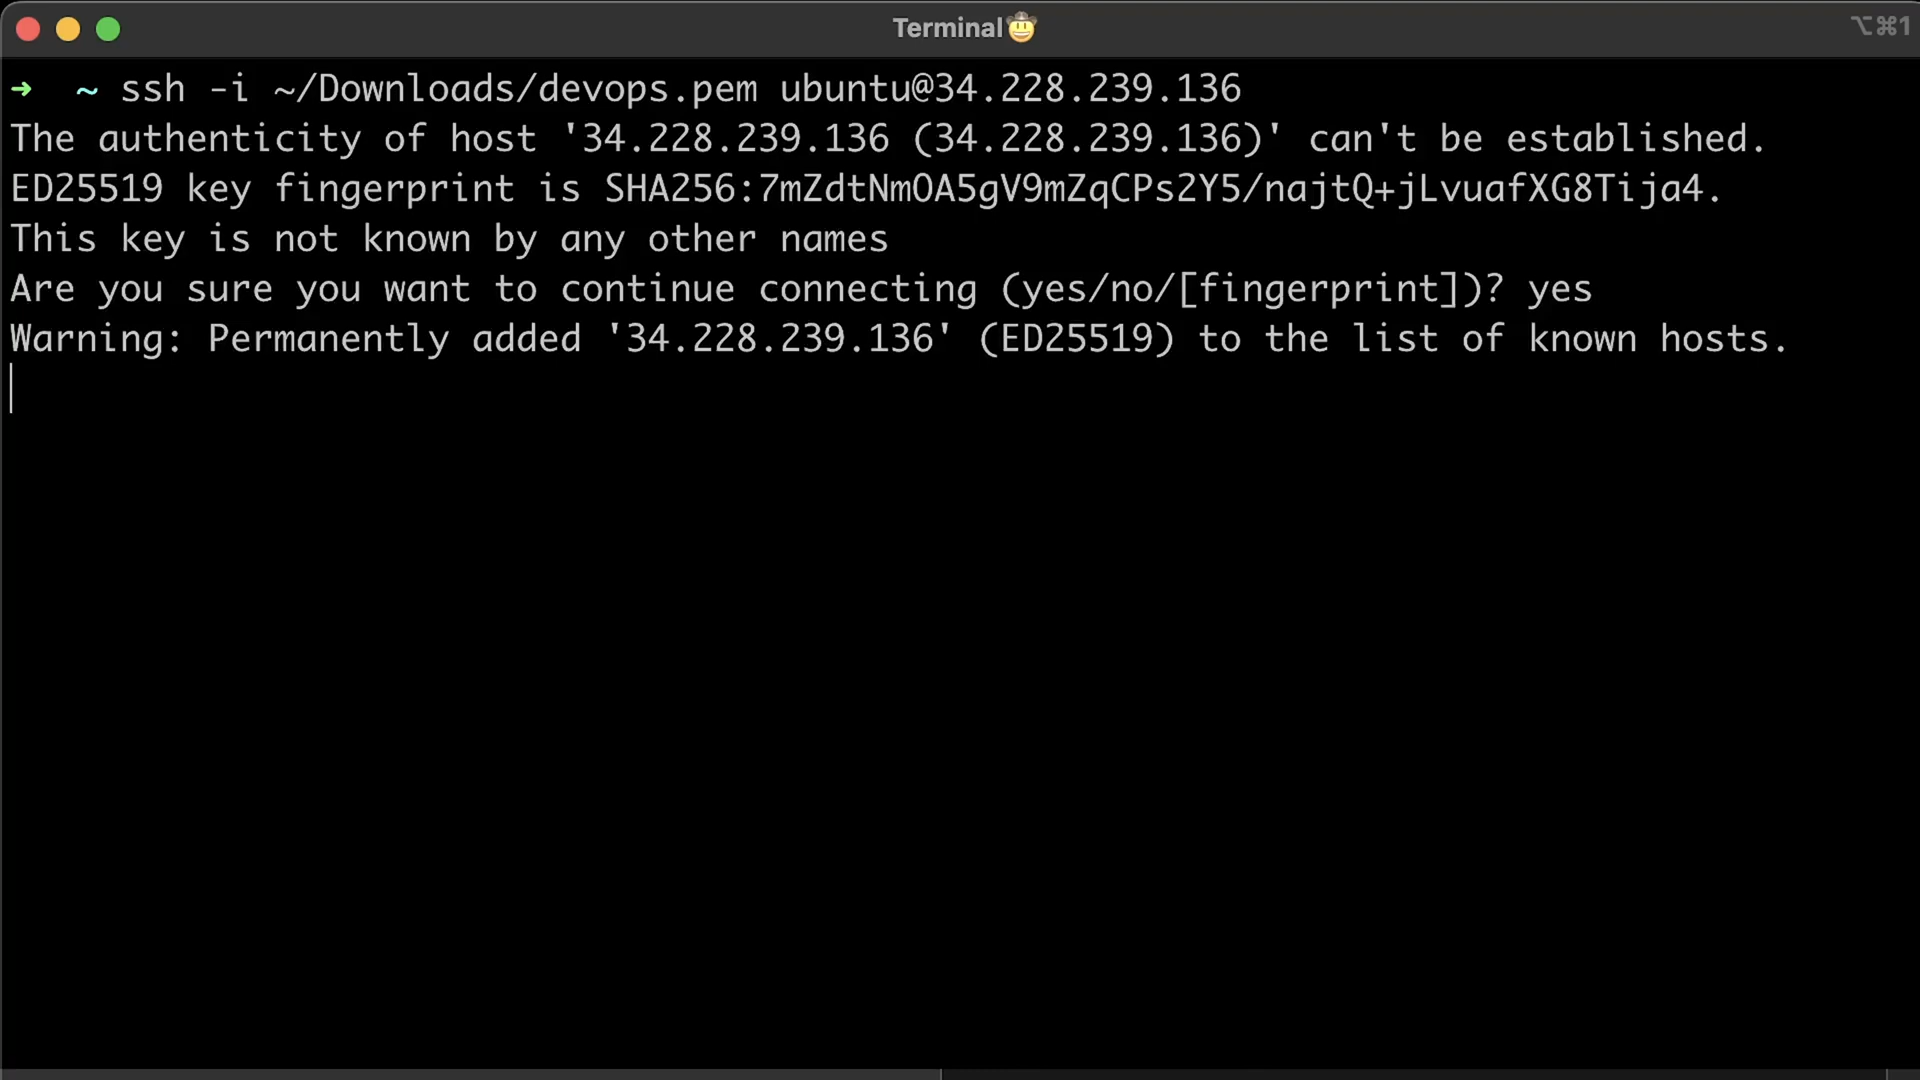 Terminal🤠
⌥⌘1
➜ ~ ssh -i ~/Downloads/devops.pem ubuntu@34.228.239.136
The authenticity of host '34.228.239.136 (34.228.239.136)' can't be established.
ED25519 key fingerprint is SHA256:7mZdtNmOA5gV9mZqCPs2Y5/najtQ+jLvuafXG8Tija4.
This key is not known by any other names
Are you sure you want to continue connecting (yes/no/[fingerprint])? yes
Warning: Permanently added '34.228.239.136' (ED25519) to the list of known hosts.